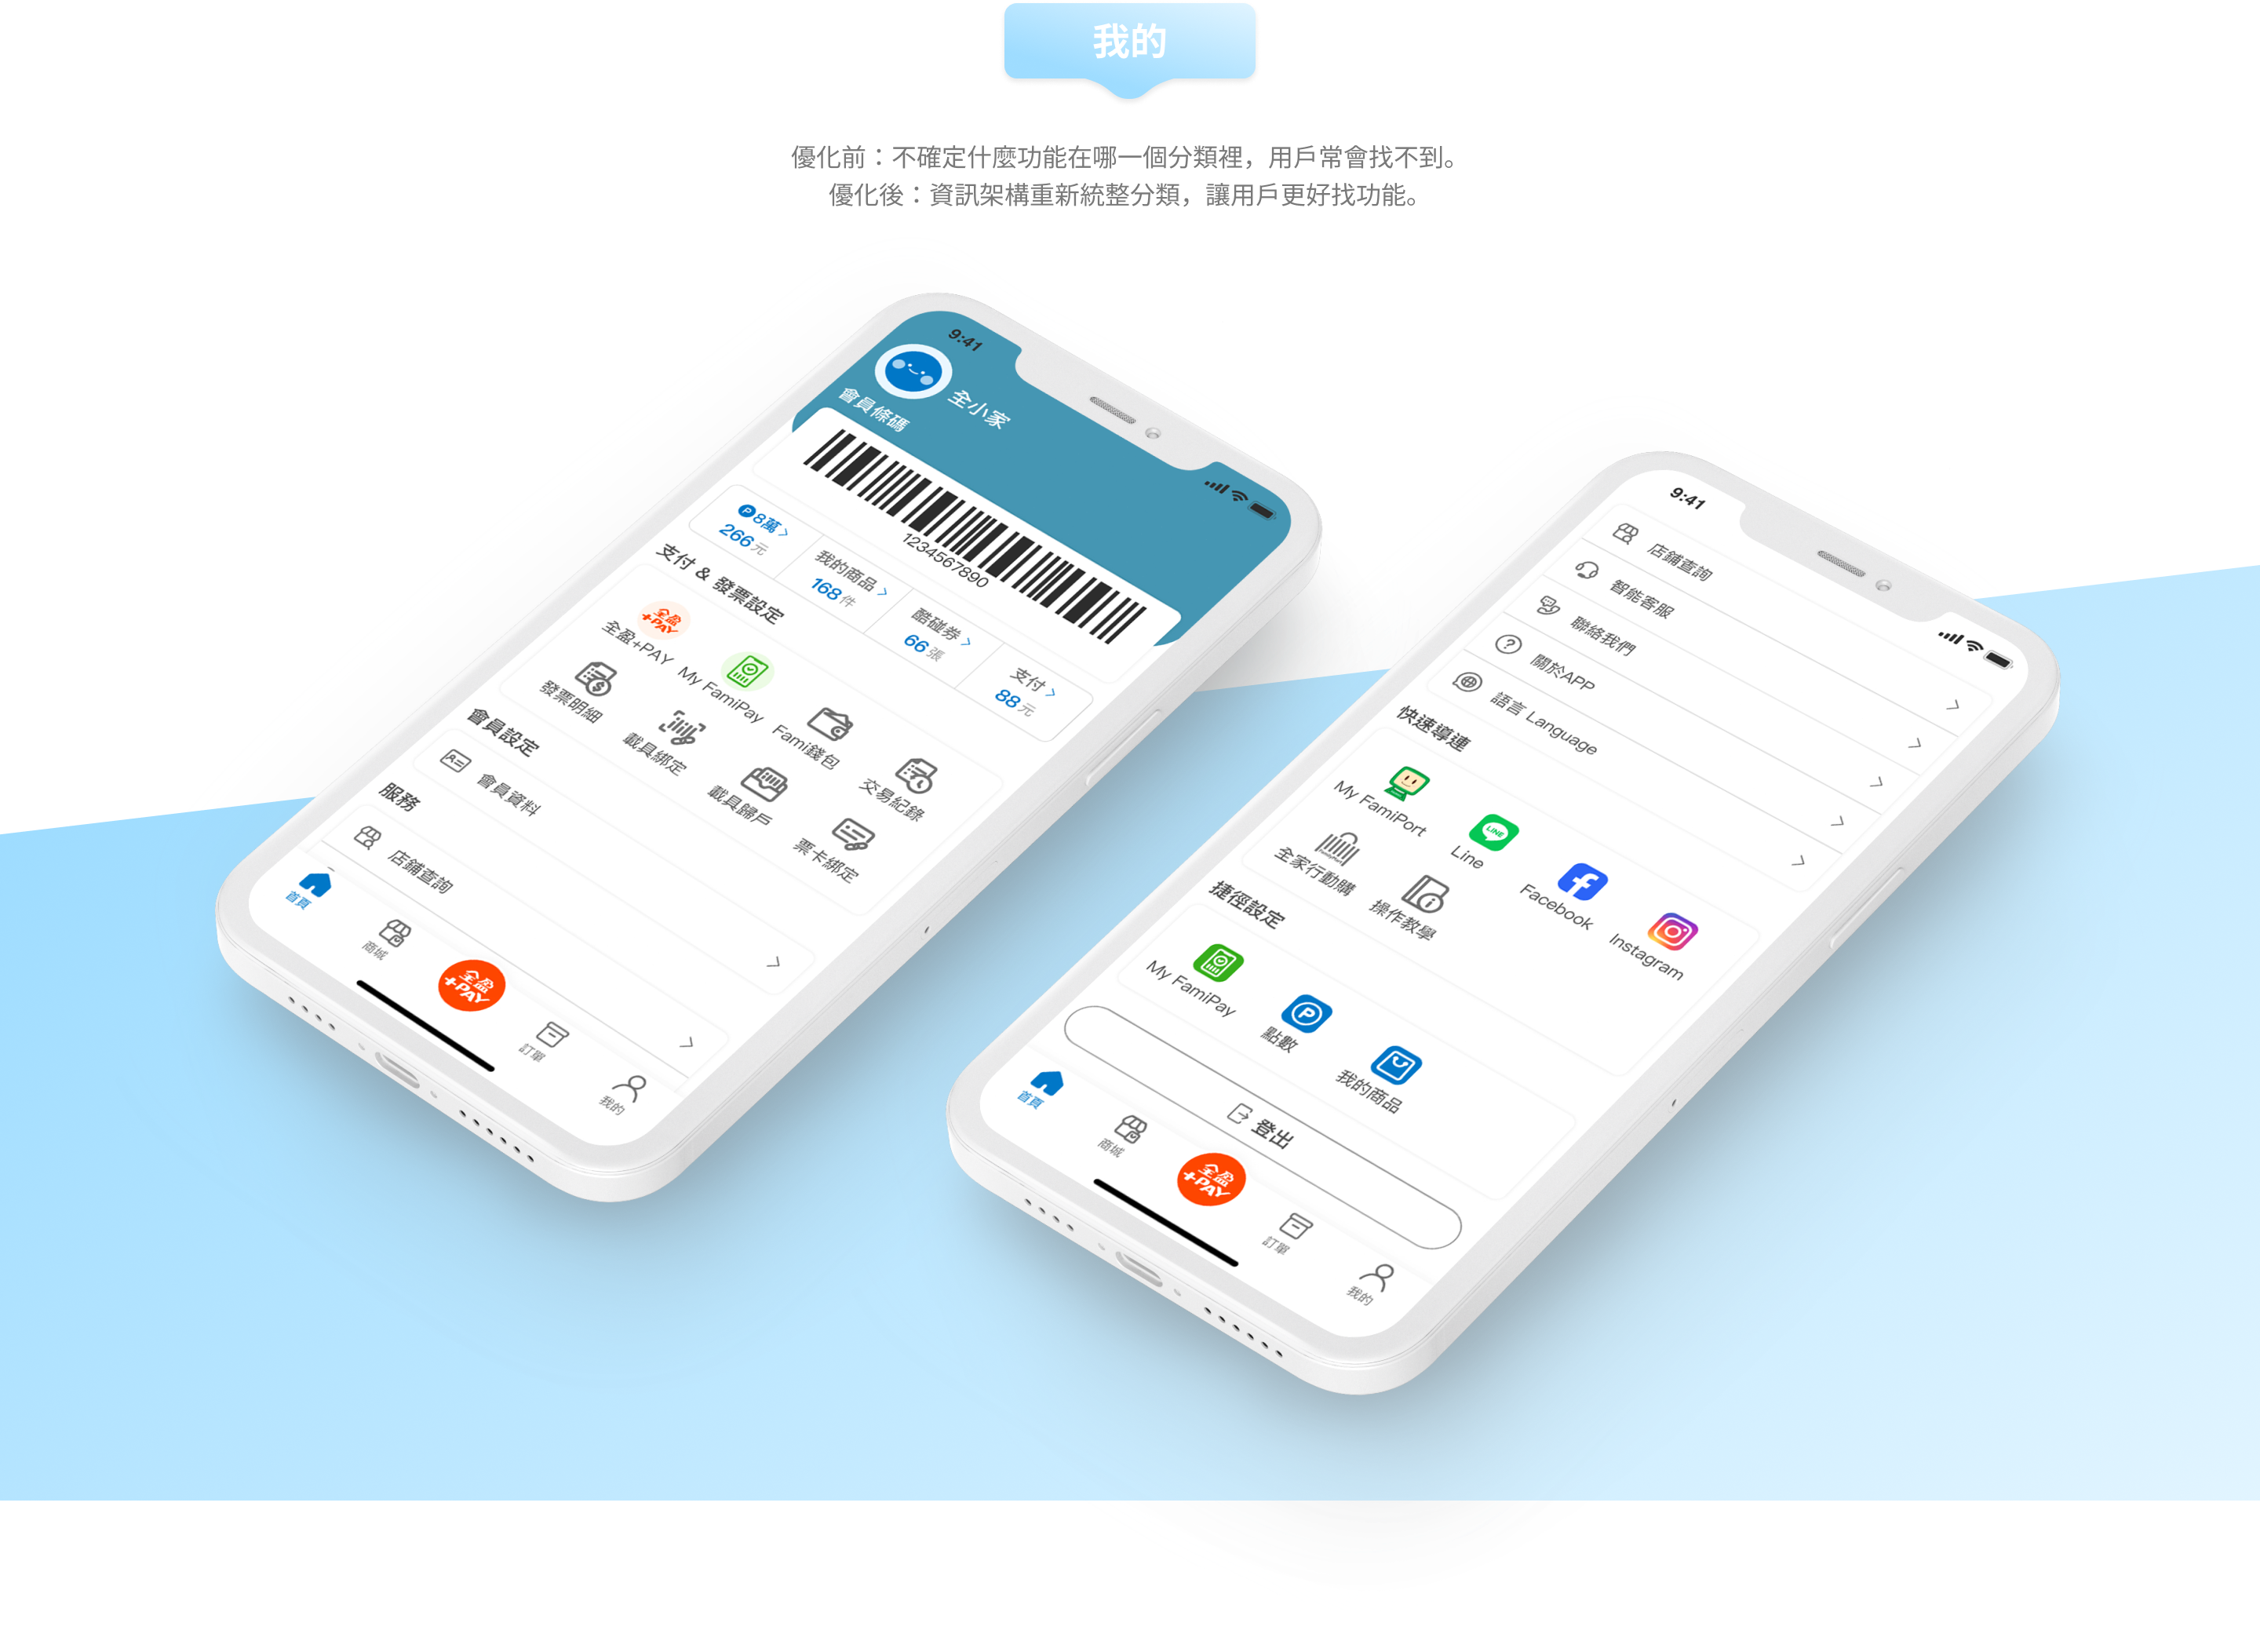 我的
優化前：不確定什麼功能在哪一個分類裡，用戶常會找不到。
優化後：資訊架構重新統整分類，讓用戶更好找功能。
9:41
全小家
會員條碼
1234567890
P 8萬
266元
我的商品
168件
酷碰券
66張
支付
88元
支付 & 發票設定
全盈+PAY
全盈+PAY
My FamiPay
Fami錢包
交易紀錄
發票明細
載具綁定
載具歸戶
票卡綁定
會員設定
會員資料
服務
店鋪查詢
首頁
商城
全盈+PAY
訂單
我的
9:41
店鋪查詢
智能客服
聯絡我們
關於APP
語言 Language
快速導連
My FamiPort
LINE
Line
Facebook
Instagram
全家行動購
操作教學
捷徑設定
My FamiPay
P
點數
我的商品
登出
首頁
商城
全盈+PAY
訂單
我的